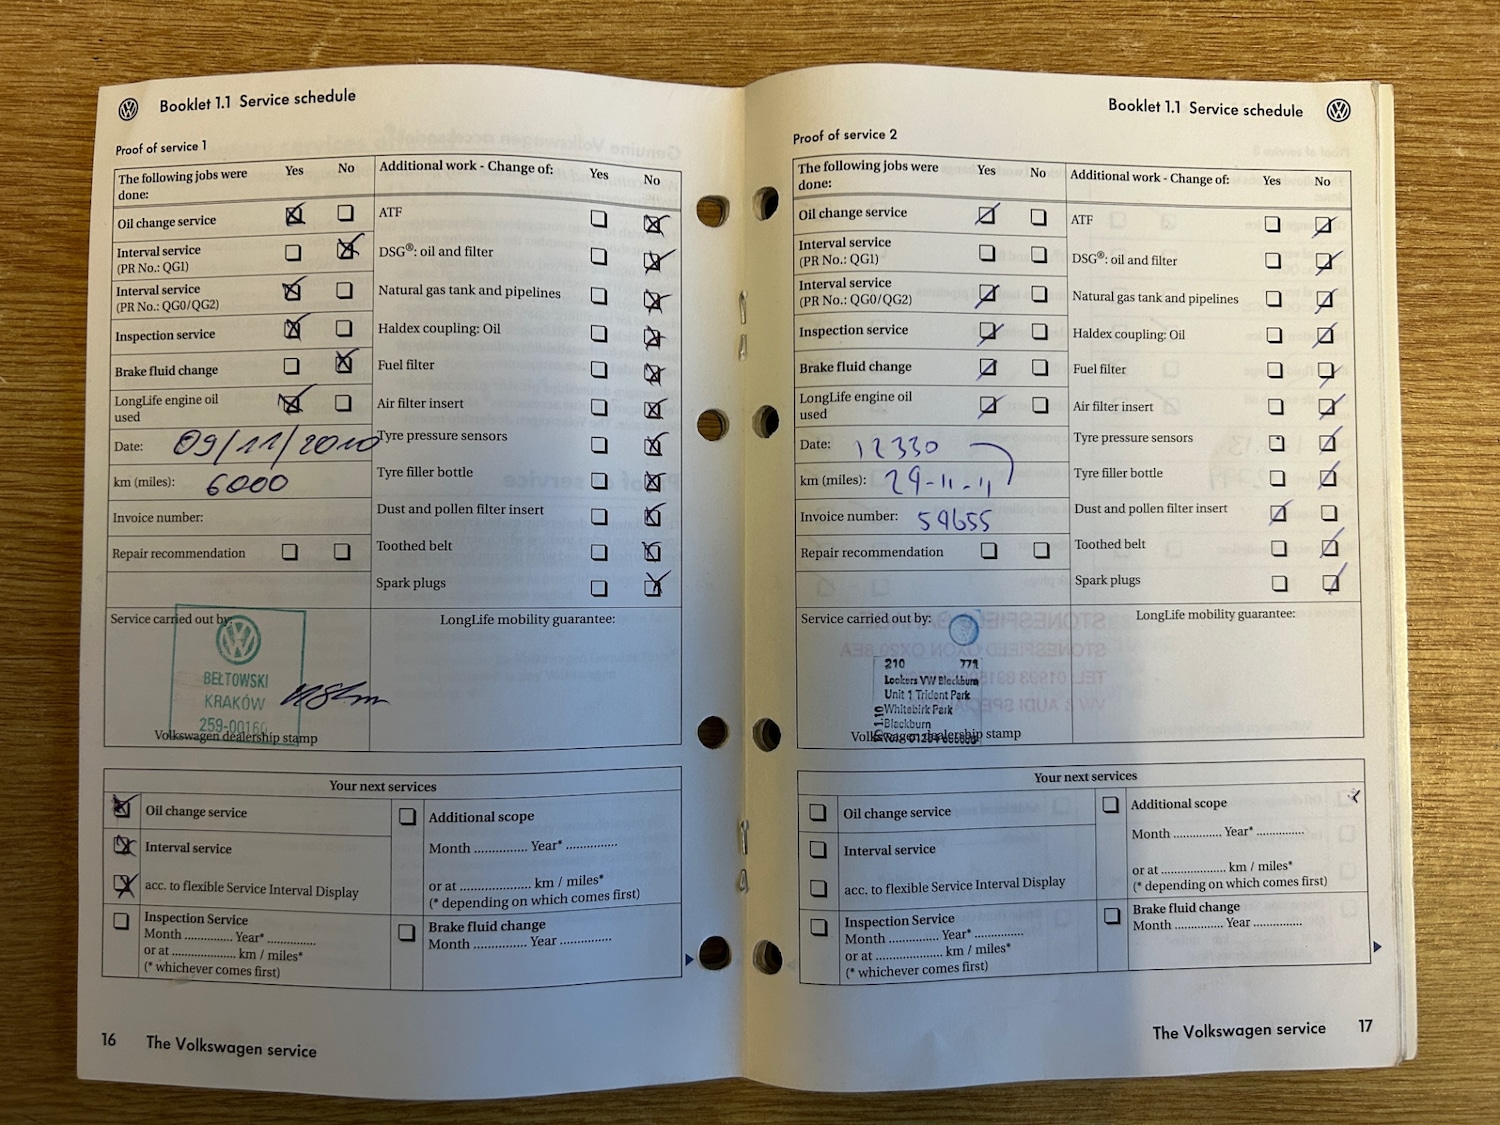 Booklet 1.1 Service schedule
Proof of service 1
The following jobs were done:
Yes
No
Additional work - Change of:
Yes
No
Oil change service
ATF
Interval service
(PR No.: QG1)
DSG®: oil and filter
Interval service
(PR No.: QG0/QG2)
Natural gas tank and pipelines
Inspection service
Haldex coupling: Oil
Brake fluid change
Fuel filter
LongLife engine oil
used
Air filter insert
Date: 09/11/2010
Tyre pressure sensors
km (miles): 6000
Tyre filler bottle
Invoice number:
Dust and pollen filter insert
Repair recommendation
Toothed belt
Spark plugs
Service carried out by:
LongLife mobility guarantee:
BEŁTOWSKI
KRAKÓW
259-00160
Volkswagen dealership stamp
Your next services
Oil change service
Interval service
acc. to flexible Service Interval Display
Inspection Service
Month .............. Year* ..............
or at .................... km / miles*
(* whichever comes first)
Additional scope
Month .............. Year* ..............
or at .................... km / miles*
(* depending on which comes first)
Brake fluid change
Month .............. Year ..............
16 The Volkswagen service
Booklet 1.1 Service schedule
Proof of service 2
The following jobs were done:
Yes
No
Additional work - Change of:
Yes
No
Oil change service
ATF
Interval service
(PR No.: QG1)
DSG®: oil and filter
Interval service
(PR No.: QG0/QG2)
Natural gas tank and pipelines
Inspection service
Haldex coupling: Oil
Brake fluid change
Fuel filter
LongLife engine oil
used
Air filter insert
Date: 12330
Tyre pressure sensors
km (miles): 29-11-11
Tyre filler bottle
Invoice number: 59655
Dust and pollen filter insert
Repair recommendation
Toothed belt
Spark plugs
Service carried out by:
LongLife mobility guarantee:
210 771
Lookers VW Blackburn
Unit 1 Trident Park
Whitebirk Park
Blackburn
Volkswagen dealership stamp
Your next services
Oil change service
Interval service
acc. to flexible Service Interval Display
Inspection Service
Month .............. Year* ..............
or at .................... km / miles*
(* whichever comes first)
Additional scope
Month .............. Year* ..............
or at .................... km / miles*
(* depending on which comes first)
Brake fluid change
Month .............. Year ..............
The Volkswagen service 17